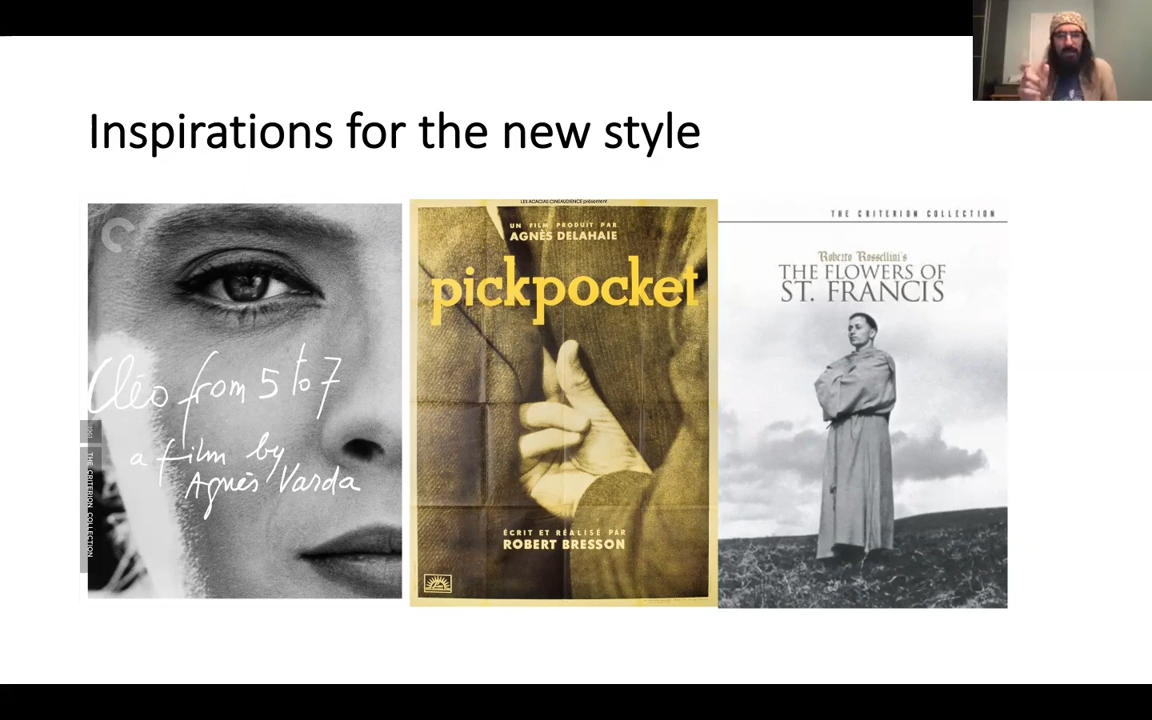 Inspirations for the new style
Cléo from 5 to 7
a film by
Agnès Varda
THE CRITERION COLLECTION
LES ACACIAS CINEAUDIENCE présentent
UN FILM PRODUIT PAR
AGNÈS DELAHAIE
pickpocket
ÉCRIT ET RÉALISÉ PAR
ROBERT BRESSON
THE CRITERION COLLECTION
Roberto Rossellini's
THE FLOWERS OF
ST. FRANCIS